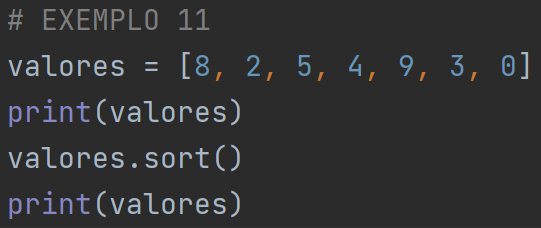 # EXEMPLO 11
valores = [8, 2, 5, 4, 9, 3, 0]
print(valores)
valores.sort()
print(valores)